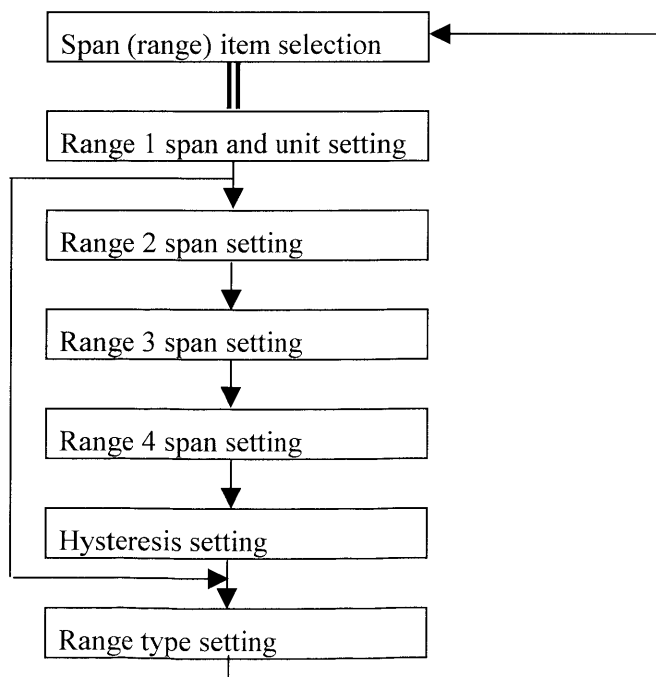 Span (range) item selection
Range 1 span and unit setting
Range 2 span setting
Range 3 span setting
Range 4 span setting
Hysteresis setting
Range type setting